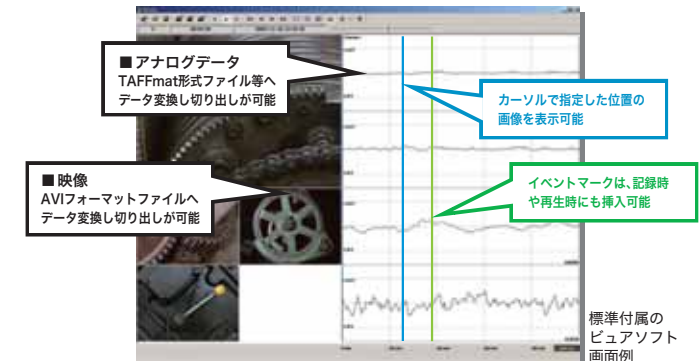 ■アナログデータ
TAFFmat形式ファイル等へ
データ変換し切り出しが可能
カーソルで指定した位置の
画像を表示可能
■映像
AVIフォーマットファイルへ
データ変換し切り出しが可能
イベントマークは、記録時
や再生時にも挿入可能
標準付属の
ビュアソフト
画面例